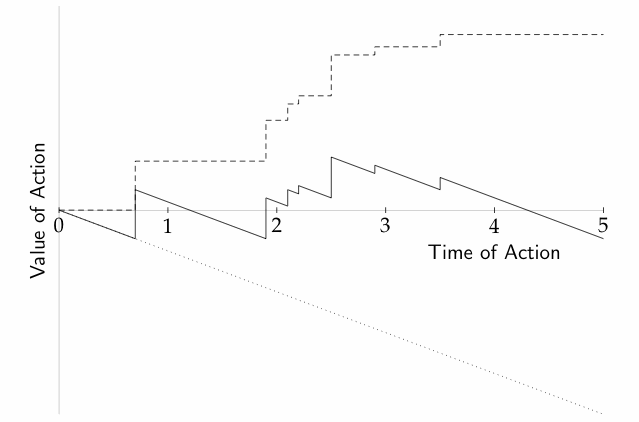 Value of Action
0 1 2 3 4 5
Time of Action